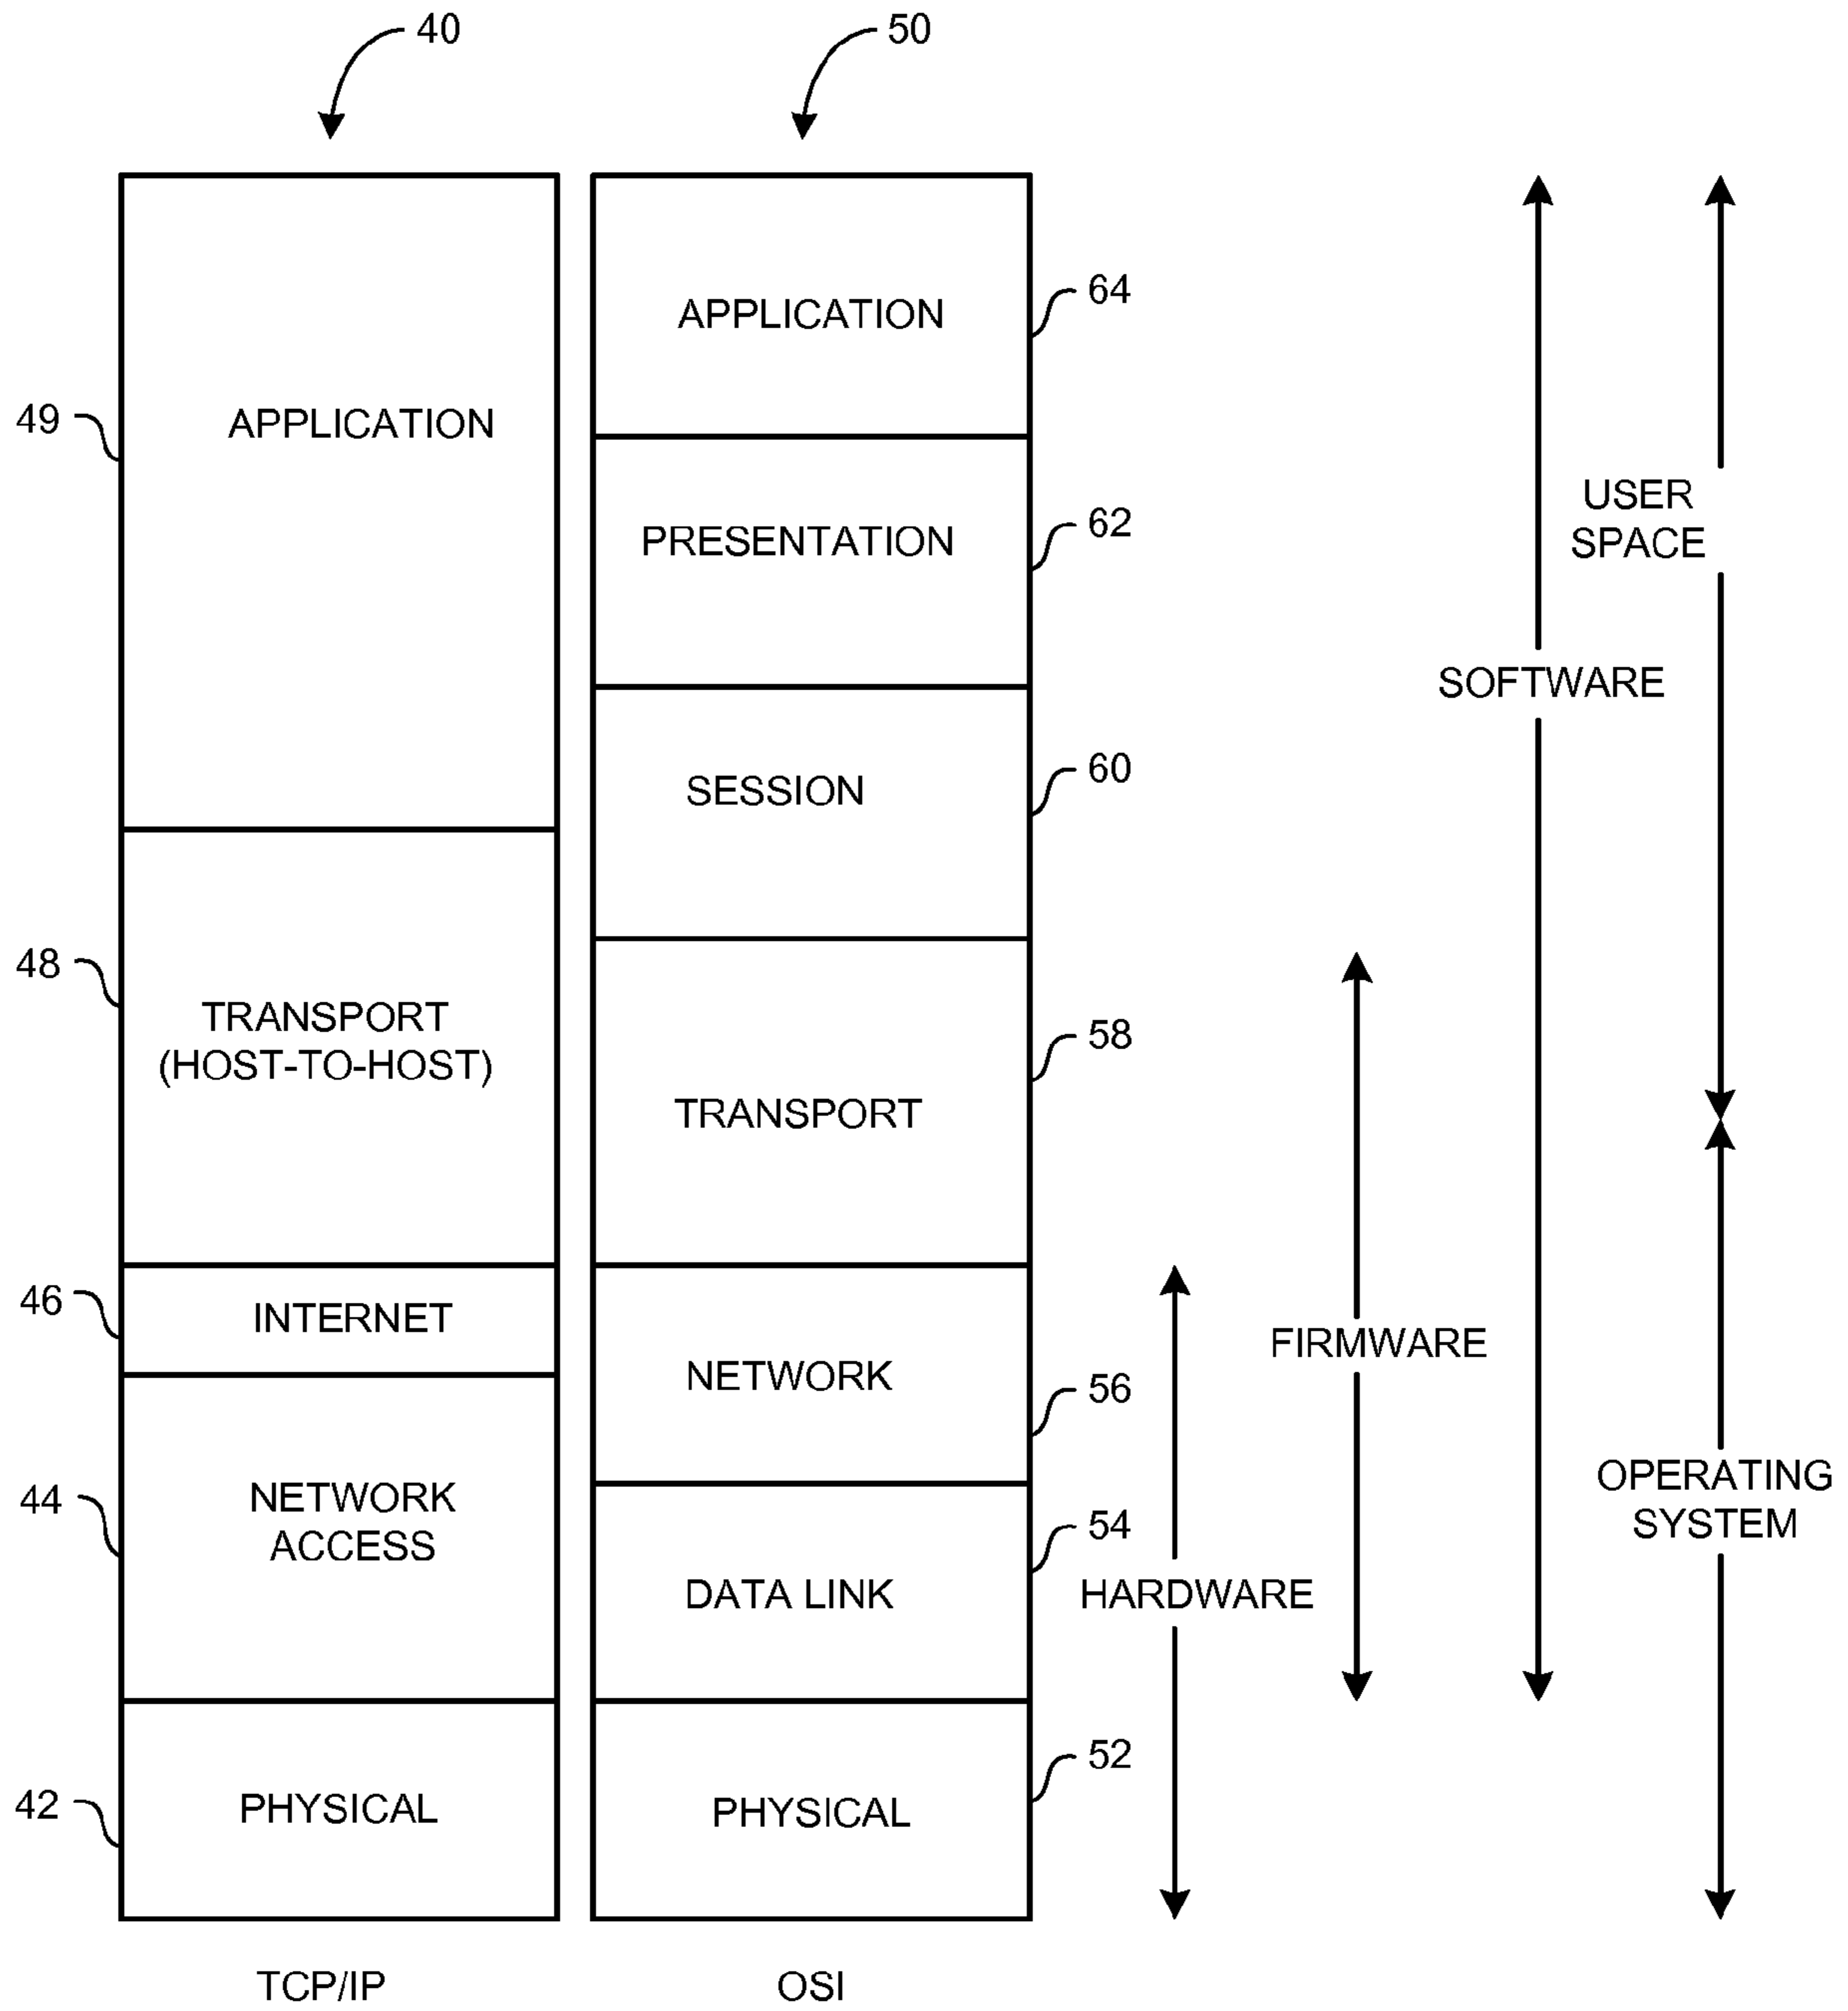 40
50
APPLICATION
49
TRANSPORT
(HOST-TO-HOST)
48
INTERNET
46
NETWORK
ACCESS
44
PHYSICAL
42
TCP/IP
APPLICATION
64
PRESENTATION
62
SESSION
60
TRANSPORT
58
NETWORK
56
DATA LINK
54
PHYSICAL
52
OSI
HARDWARE
FIRMWARE
SOFTWARE
USER
SPACE
OPERATING
SYSTEM